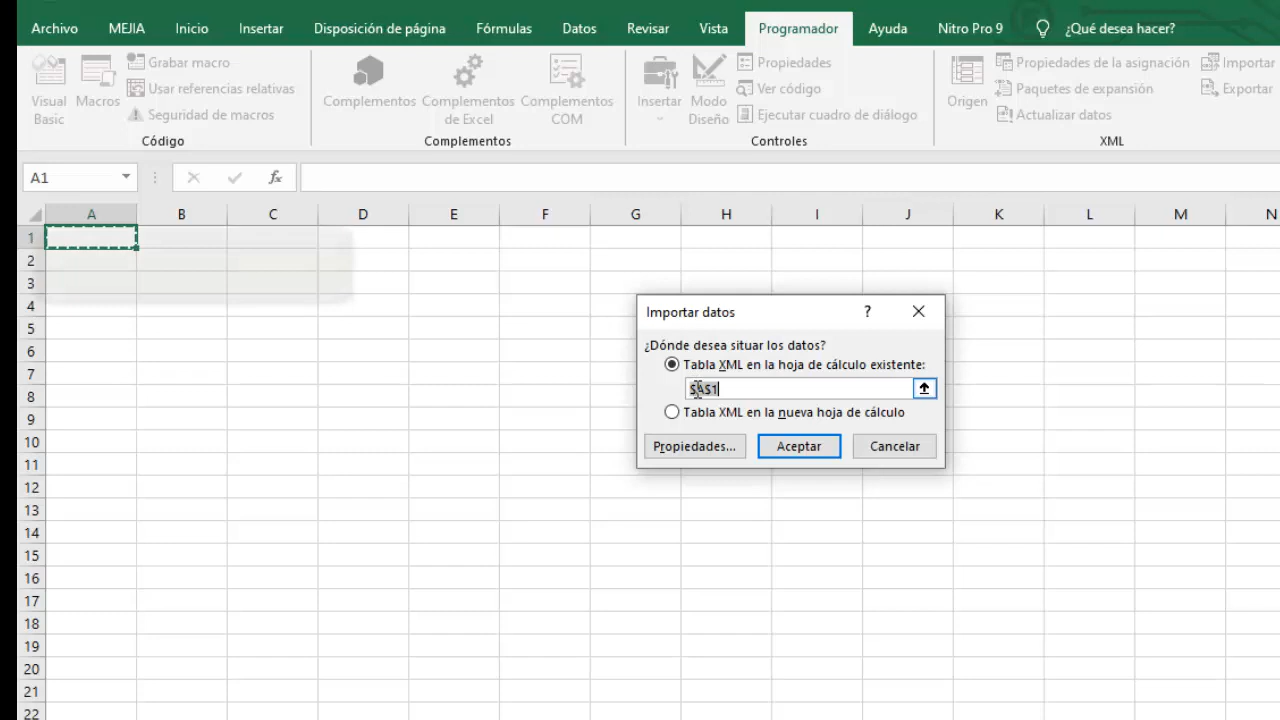 Archivo MEJIA Inicio Insertar Disposición de página Fórmulas Datos Revisar Vista Programador Ayuda Nitro Pro 9 ¿Qué desea hacer?
Visual Basic
Macros
Grabar macro
Usar referencias relativas
Seguridad de macros
Código
Complementos
Complementos de Excel
Complementos COM
Complementos
Insertar
Modo Diseño
Propiedades
Ver código
Ejecutar cuadro de diálogo
Controles
Origen
Propiedades de la asignación
Paquetes de expansión
Actualizar datos
Importar
Exportar
XML
A1 fx
A B C D E F G H I J K L M N
1
2
3
4
5
6
7
8
9
10
11
12
13
14
15
16
17
18
19
20
21
22
Importar datos ?
¿Dónde desea situar los datos?
Tabla XML en la hoja de cálculo existente:
$A$1
Tabla XML en la nueva hoja de cálculo
Propiedades... Aceptar Cancelar